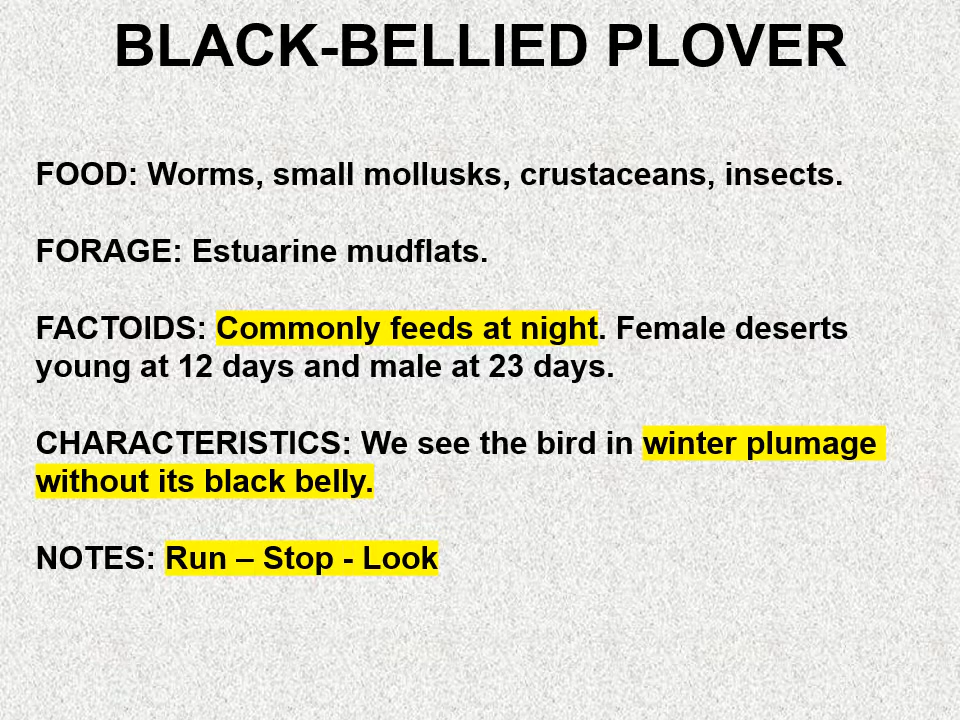 BLACK-BELLIED PLOVER
FOOD: Worms, small mollusks, crustaceans, insects.
FORAGE: Estuarine mudflats.
FACTOIDS: Commonly feeds at night. Female deserts
young at 12 days and male at 23 days.
CHARACTERISTICS: We see the bird in winter plumage
without its black belly.
NOTES: Run – Stop - Look